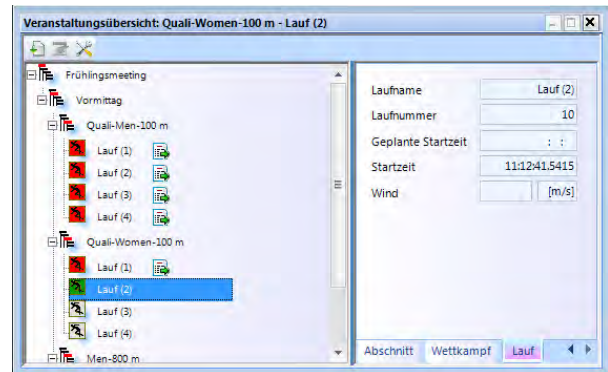 Veranstaltungsübersicht: Quali-Women-100 m - Lauf (2)
Frühlingsmeeting
Vormittag
Quali-Men-100 m
Lauf (1)
Lauf (2)
Lauf (3)
Lauf (4)
Quali-Women-100 m
Lauf (1)
Lauf (2)
Lauf (3)
Lauf (4)
Men-800 m
Laufname Lauf (2)
Laufnummer 10
Geplante Startzeit : :
Startzeit 11:12:41.5415
Wind [m/s]
Abschnitt Wettkampf Lauf